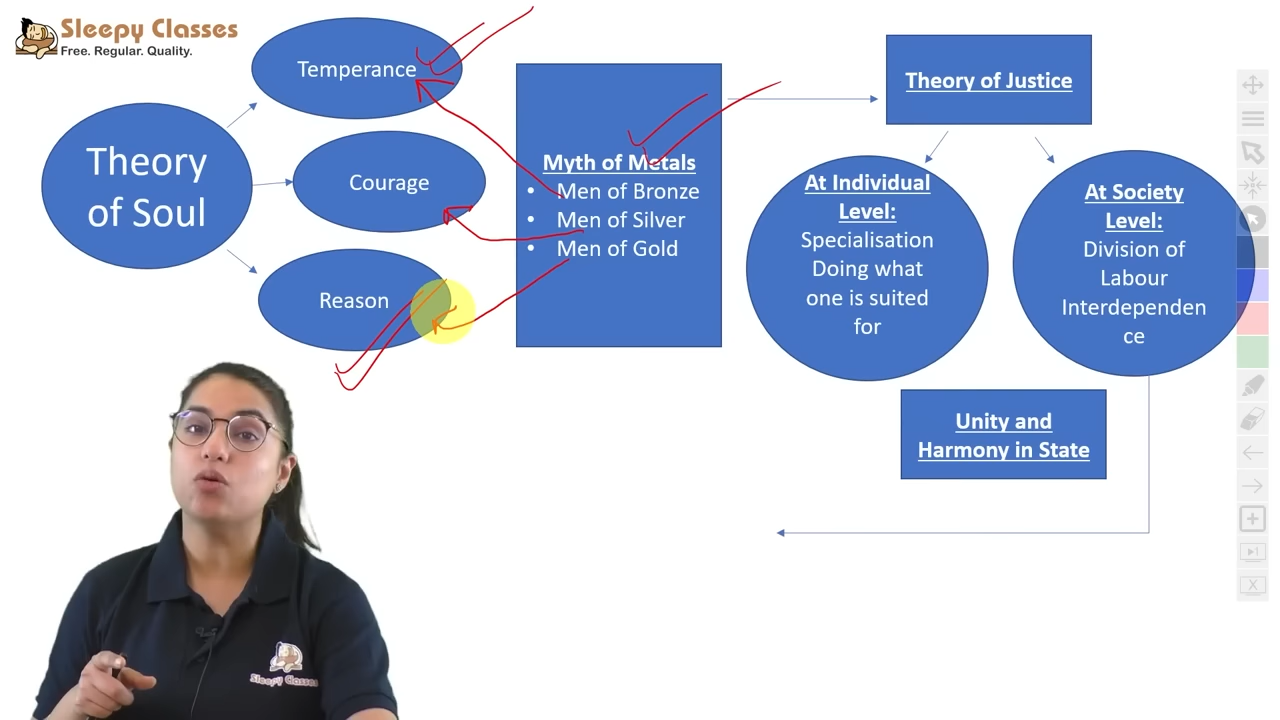 Sleepy Classes
Free. Regular. Quality.
Theory
of Soul
Temperance
Courage
Reason
Myth of Metals
• Men of Bronze
• Men of Silver
• Men of Gold
Theory of Justice
At Individual
Level:
Specialisation
Doing what
one is suited
for
At Society
Level:
Division of
Labour
Interdependen
ce
Unity and
Harmony in State
Sleepy Classes